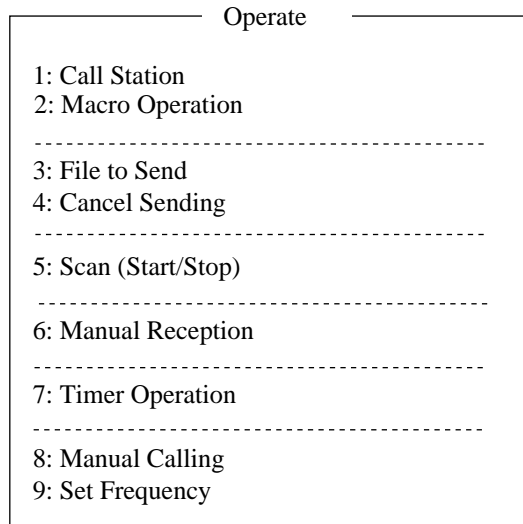 Operate
1: Call Station
2: Macro Operation
3: File to Send
4: Cancel Sending
5: Scan (Start/Stop)
6: Manual Reception
7: Timer Operation
8: Manual Calling
9: Set Frequency